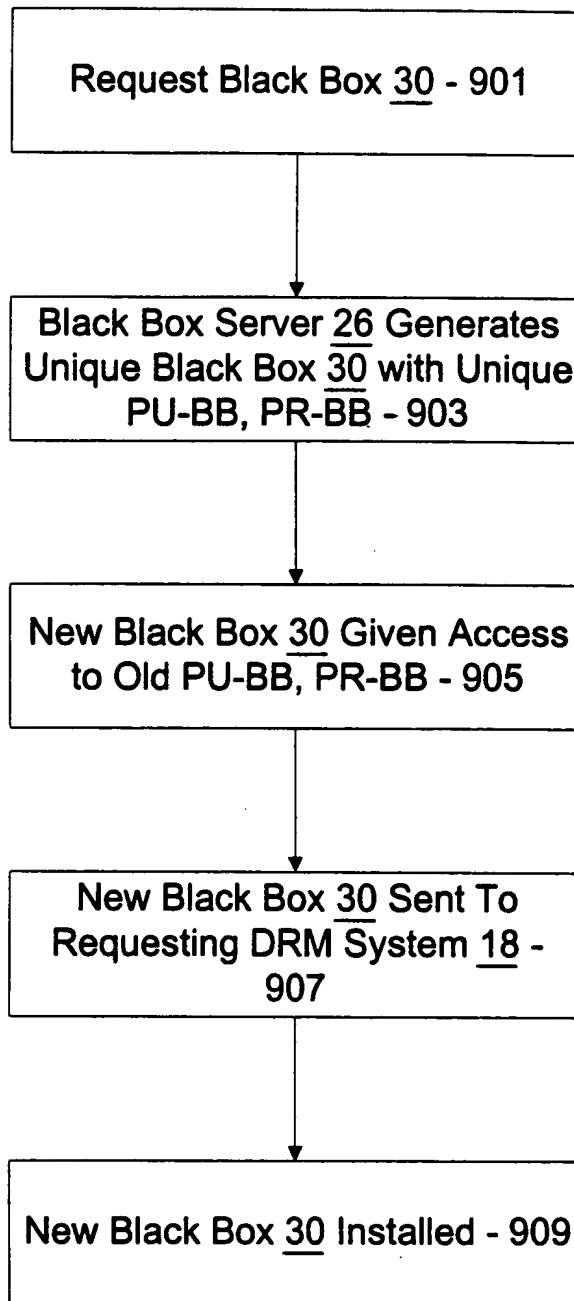 Request Black Box 30 - 901
Black Box Server 26 Generates
Unique Black Box 30 with Unique
PU-BB, PR-BB - 903
New Black Box 30 Given Access
to Old PU-BB, PR-BB - 905
New Black Box 30 Sent To
Requesting DRM System 18 -
907
New Black Box 30 Installed - 909